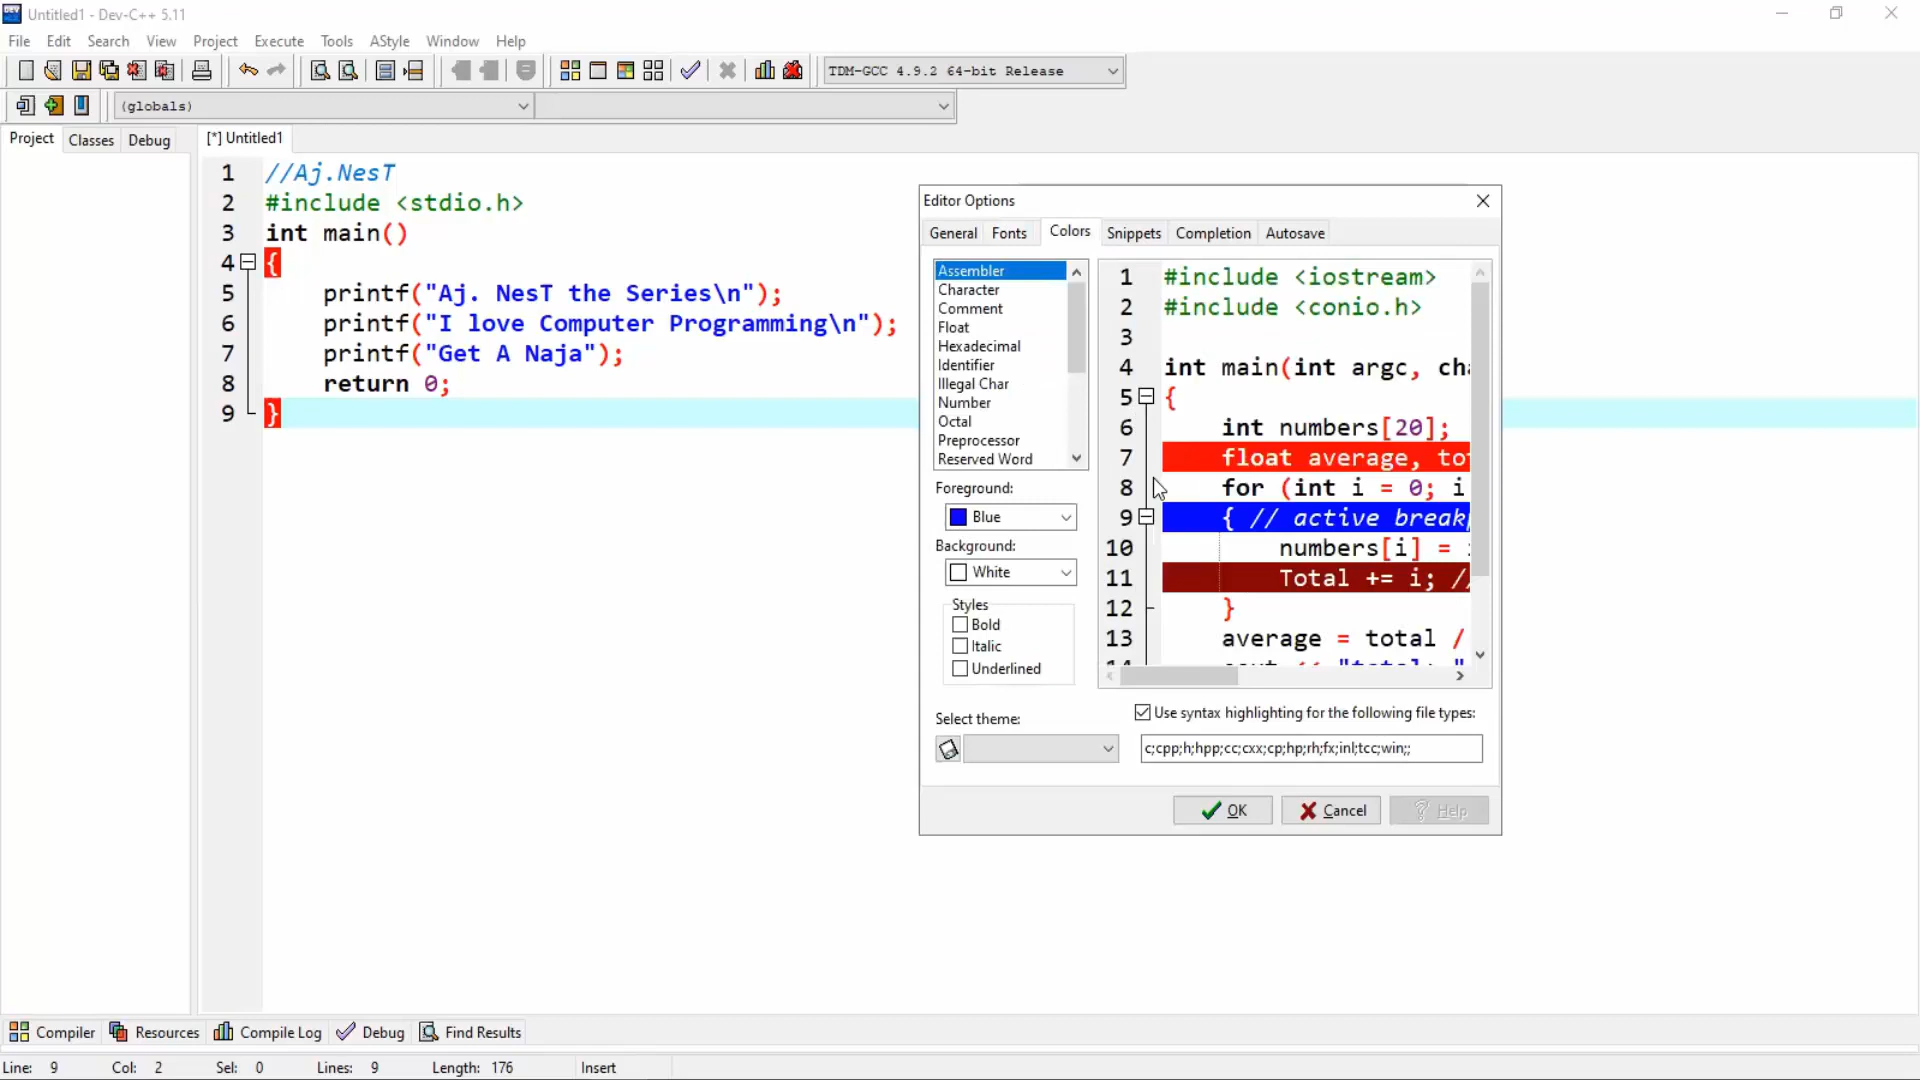 Untitled1 - Dev-C++ 5.11
File Edit Search View Project Execute Tools AStyle Window Help
TDM-GCC 4.9.2 64-bit Release
(globals)
Project Classes Debug [*] Untitled1
1 //Aj.NesT
2 #include <stdio.h>
3 int main()
4 {
5 printf("Aj. NesT the Series\n");
6 printf("I love Computer Programming\n");
7 printf("Get A Naja");
8 return 0;
9 }
Editor Options
General Fonts Colors Snippets Completion Autosave
Assembler
Character
Comment
Float
Hexadecimal
Identifier
Illegal Char
Number
Octal
Preprocessor
Reserved Word
Foreground:
Blue
Background:
White
Styles
Bold
Italic
Underlined
Select theme:
1 #include <iostream>
2 #include <conio.h>
3
4 int main(int argc, cha
5 {
6 int numbers[20];
7 float average, to
8 for (int i = 0; i
9 { // active break
10 numbers[i] =
11 Total += i; //
12 }
13 average = total /
Use syntax highlighting for the following file types:
c;cpp;h;hpp;cc;cxx;cp;hp;rh;fx;inl;tcc;win;;
OK Cancel Help
Compiler Resources Compile Log Debug Find Results
Line: 9 Col: 2 Sel: 0 Lines: 9 Length: 176 Insert